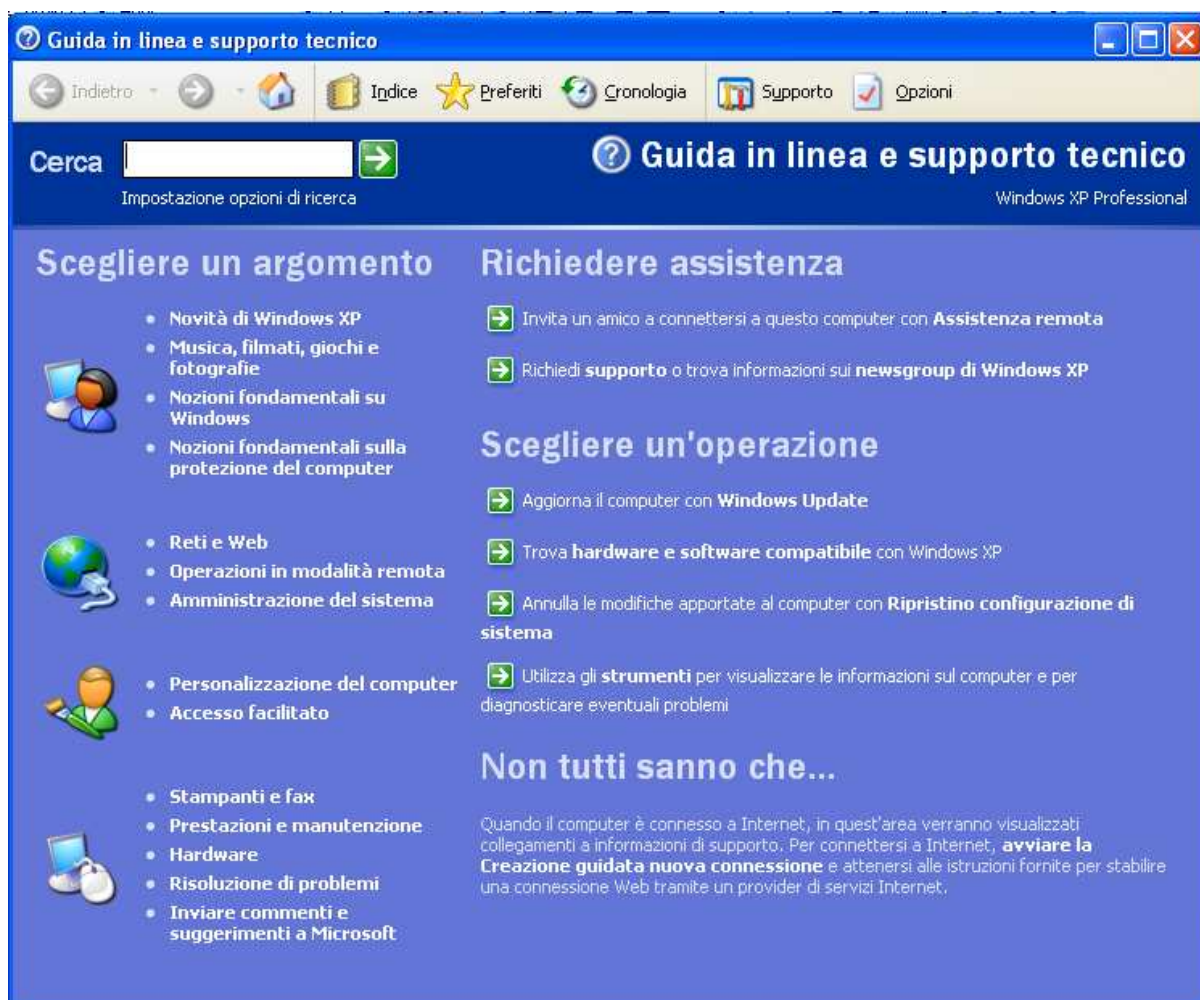 Guida in linea e supporto tecnico
Indietro
Indice
Preferiti
Cronologia
Supporto
Opzioni
Cerca
Impostazione opzioni di ricerca
Guida in linea e supporto tecnico
Windows XP Professional
Scegliere un argomento
Novità di Windows XP
Musica, filmati, giochi e
fotografie
Nozioni fondamentali su
Windows
Nozioni fondamentali sulla
protezione del computer
Reti e Web
Operazioni in modalità remota
Amministrazione del sistema
Personalizzazione del computer
Accesso facilitato
Stampanti e fax
Prestazioni e manutenzione
Hardware
Risoluzione di problemi
Inviare commenti e
suggerimenti a Microsoft
Richiedere assistenza
Invita un amico a connettersi a questo computer con Assistenza remota
Richiedi supporto o trova informazioni sui newsgroup di Windows XP
Scegliere un'operazione
Aggiorna il computer con Windows Update
Trova hardware e software compatibile con Windows XP
Annulla le modifiche apportate al computer con Ripristino configurazione di
sistema
Utilizza gli strumenti per visualizzare le informazioni sul computer e per
diagnosticare eventuali problemi
Non tutti sanno che...
Quando il computer è connesso a Internet, in quest'area verranno visualizzati
collegamenti a informazioni di supporto. Per connettersi a Internet, avviare la
Creazione guidata nuova connessione e attenersi alle istruzioni fornite per stabilire
una connessione Web tramite un provider di servizi Internet.